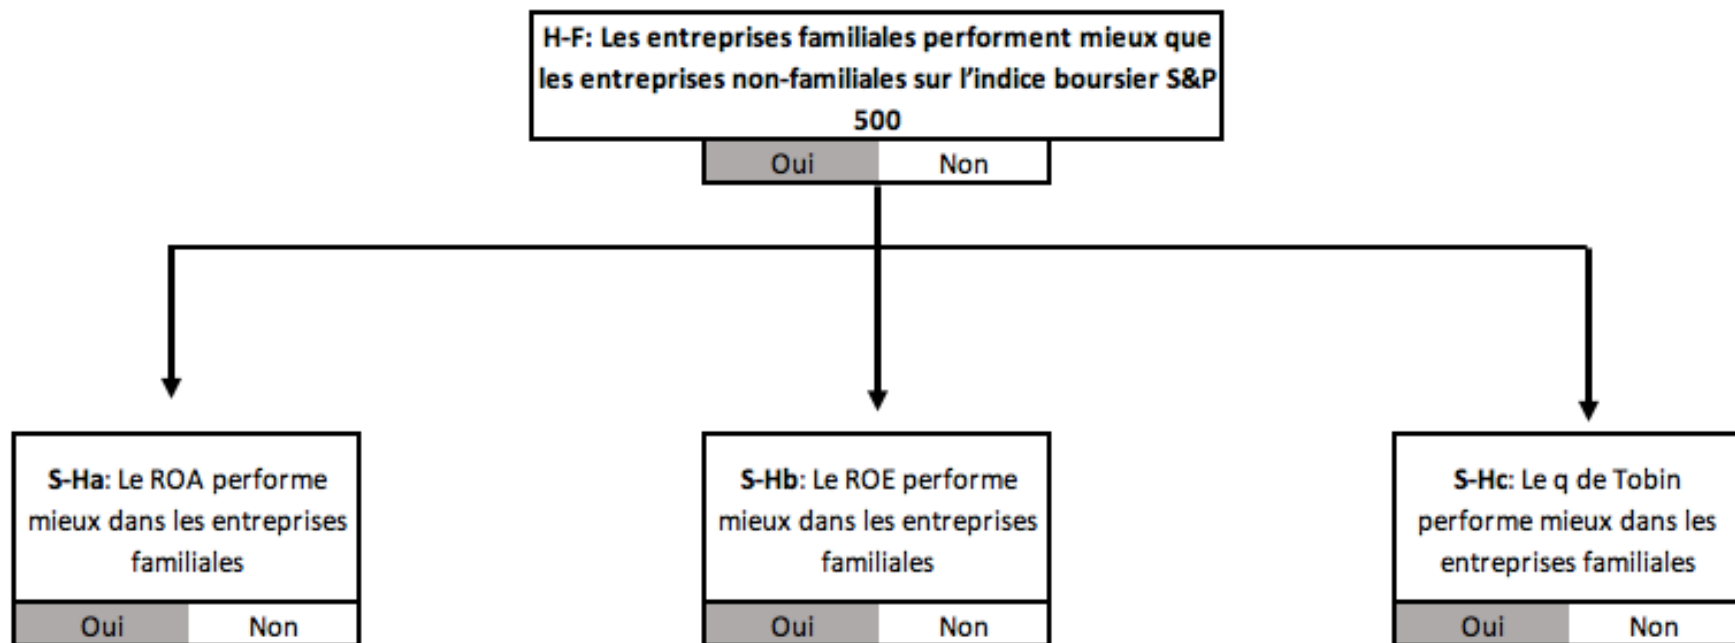 H-F: Les entreprises familiales performent mieux que
les entreprises non-familiales sur l’indice boursier S&P
500
Oui Non
S-Ha: Le ROA performe
mieux dans les entreprises
familiales
Oui Non
S-Hb: Le ROE performe
mieux dans les entreprises
familiales
Oui Non
S-Hc: Le q de Tobin
performe mieux dans les
entreprises familiales
Oui Non